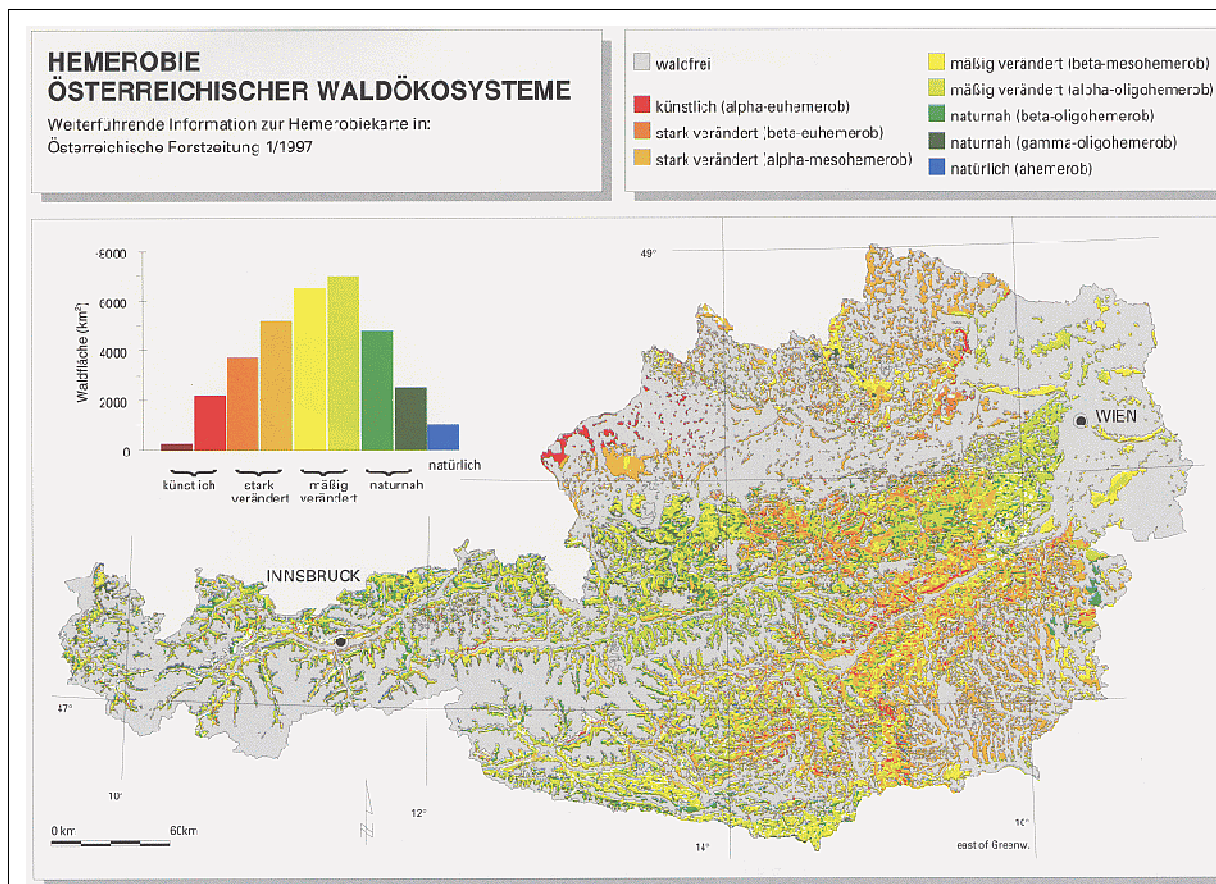 HEMEROBIE
ÖSTERREICHISCHER WALDÖKOSYSTEME
Weiterführende Information zur Hemerobiekarte in:
Österreichische Forstzeitung 1/1997
waldfrei
künstlich (alpha-euhemerob)
stark verändert (beta-euhemerob)
stark verändert (alpha-mesohemerob)
mäßig verändert (beta-mesohemerob)
mäßig verändert (alpha-oligohemerob)
naturnah (beta-oligohemerob)
naturnah (gamma-oligohemerob)
natürlich (ahemerob)
Waldfläche (km²)
8000
6000
4000
2000
0
künstlich
stark
verändert
mäßig
verändert
naturnah
natürlich
49°
WIEN
INNSBRUCK
47°
10°
12°
14°
16°
east of Greenw.
0 km
60km
N